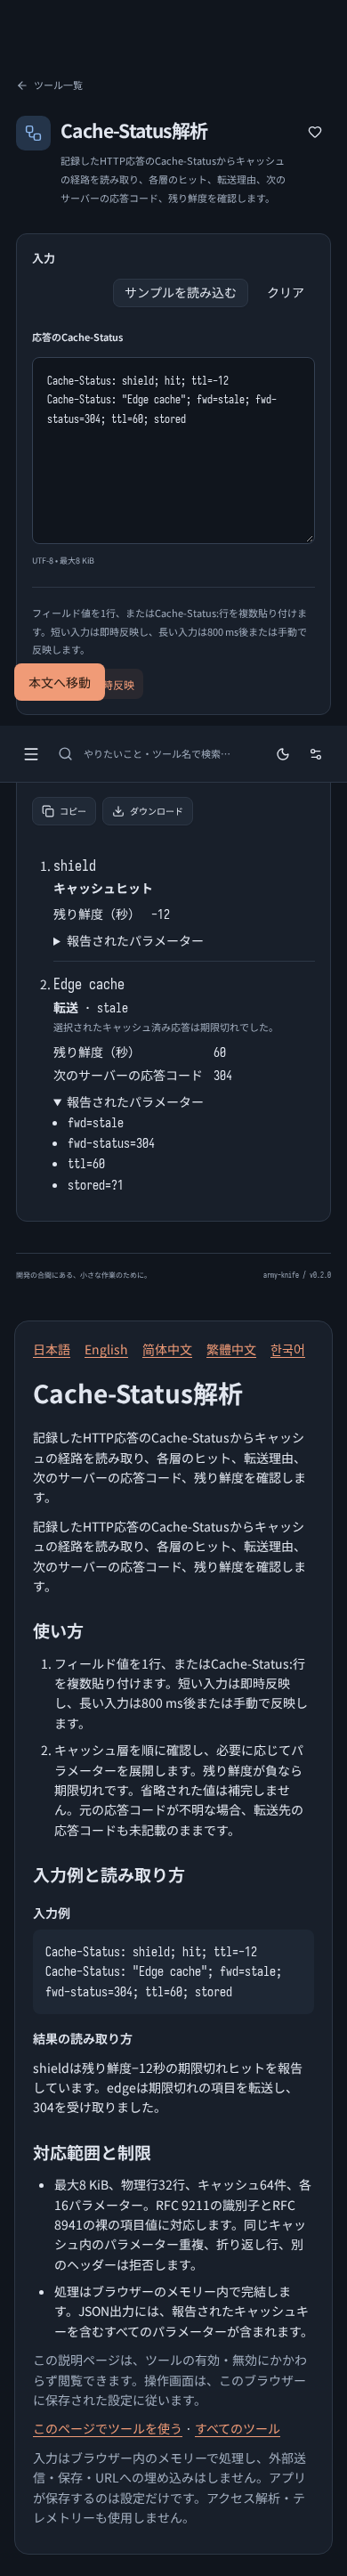 ツール一覧
Cache-Status解析
記録したHTTP応答のCache-Statusからキャッシュ
の経路を読み取り、各層のヒット、転送理由、次の
サーバーの応答コード、残り鮮度を確認します。
入力
サンプルを読み込む クリア
応答のCache-Status
Cache-Status: shield; hit; ttl=-12
Cache-Status: "Edge cache"; fwd=stale; fwd-
status=304; ttl=60; stored
UTF-8 • 最大8 KiB
フィールド値を1行、またはCache-Status:行を複数貼り付けま
す。短い入力は即時反映し、長い入力は800 ms後または手動で
反映します。
本文へ移動 時反映
やりたいこと・ツール名で検索…
コピー ダウンロード
1. shield
キャッシュヒット
残り鮮度（秒） -12
▶ 報告されたパラメーター
2. Edge cache
転送 · stale
選択されたキャッシュ済み応答は期限切れでした。
残り鮮度（秒） 60
次のサーバーの応答コード 304
▼ 報告されたパラメーター
• fwd=stale
• fwd-status=304
• ttl=60
• stored=?1
開発の合間にある、小さな作業のために。 army-knife / v0.2.0
日本語 English 简体中文 繁體中文 한국어
Cache-Status解析
記録したHTTP応答のCache-Statusからキャッ
シュの経路を読み取り、各層のヒット、転送理由、
次のサーバーの応答コード、残り鮮度を確認しま
す。
記録したHTTP応答のCache-Statusからキャッ
シュの経路を読み取り、各層のヒット、転送理由、
次のサーバーの応答コード、残り鮮度を確認しま
す。
使い方
1. フィールド値を1行、またはCache-Status:行
を複数貼り付けます。短い入力は即時反映
し、長い入力は800 ms後または手動で反映し
ます。
2. キャッシュ層を順に確認し、必要に応じてパ
ラメーターを展開します。残り鮮度が負なら
期限切れです。省略された値は補完しませ
ん。元の応答コードが不明な場合、転送先の
応答コードも未記載のままです。
入力例と読み取り方
入力例
Cache-Status: shield; hit; ttl=-12
Cache-Status: "Edge cache"; fwd=stale;
fwd-status=304; ttl=60; stored
結果の読み取り方
shieldは残り鮮度−12秒の期限切れヒットを報告
しています。edgeは期限切れの項目を転送し、
304を受け取りました。
対応範囲と制限
• 最大8 KiB、物理行32行、キャッシュ64件、各
16パラメーター。RFC 9211の識別子とRFC
8941の裸の項目値に対応します。同じキャッ
シュ内のパラメーター重複、折り返し行、別
のヘッダーは拒否します。
• 処理はブラウザーのメモリー内で完結しま
す。JSON出力には、報告されたキャッシュキ
ーを含むすべてのパラメーターが含まれます。
この説明ページは、ツールの有効・無効にかかわ
らず閲覧できます。操作画面は、このブラウザー
に保存された設定に従います。
このページでツールを使う · すべてのツール
入力はブラウザー内のメモリーで処理し、外部送
信・保存・URLへの埋め込みはしません。アプリ
が保存するのは設定だけです。アクセス解析・テ
レメトリーも使用しません。